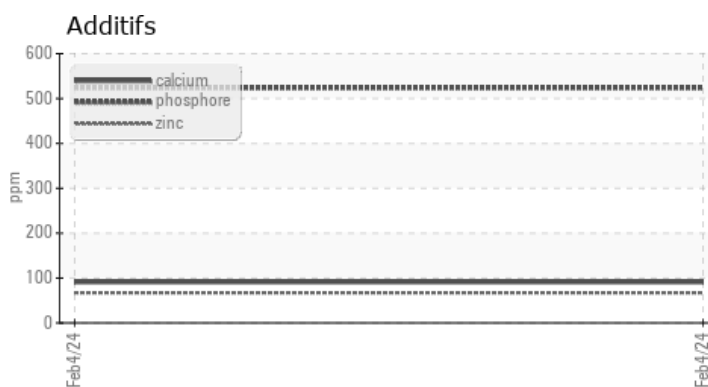 Additifs
600
500
400
300
200
100
0
ppm
calcium
phosphore
zinc
Feb4/24
Feb4/24